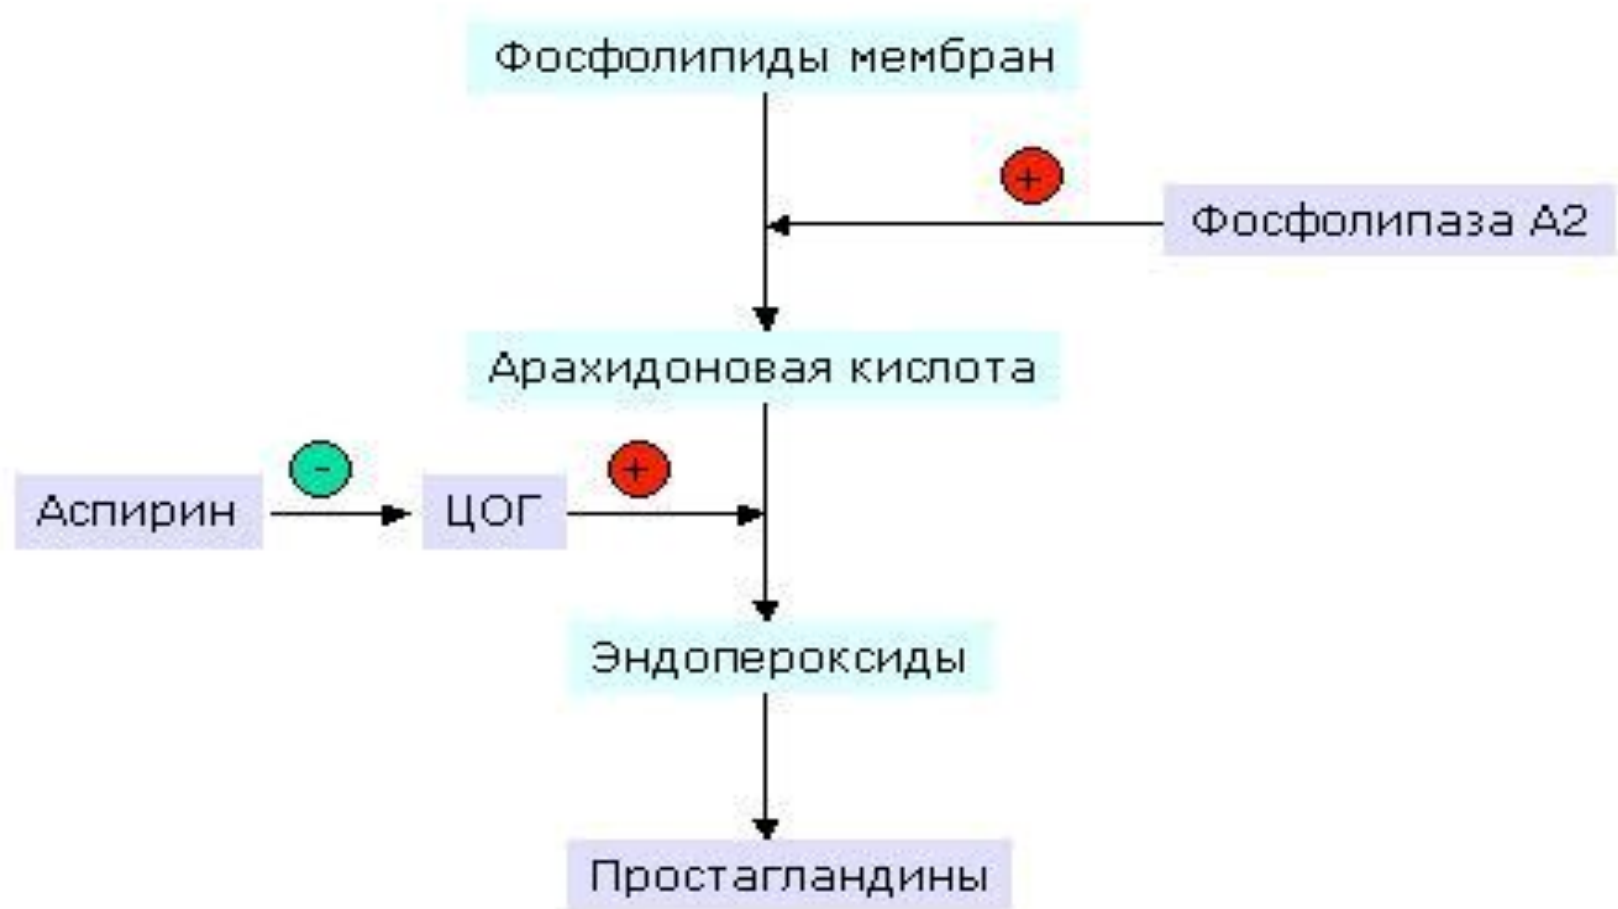 Фосфолипиды мембран
+
Фосфолипаза А2
Арахидоновая кислота
-
+
Аспирин
ЦОГ
Эндопероксиды
Простагландины